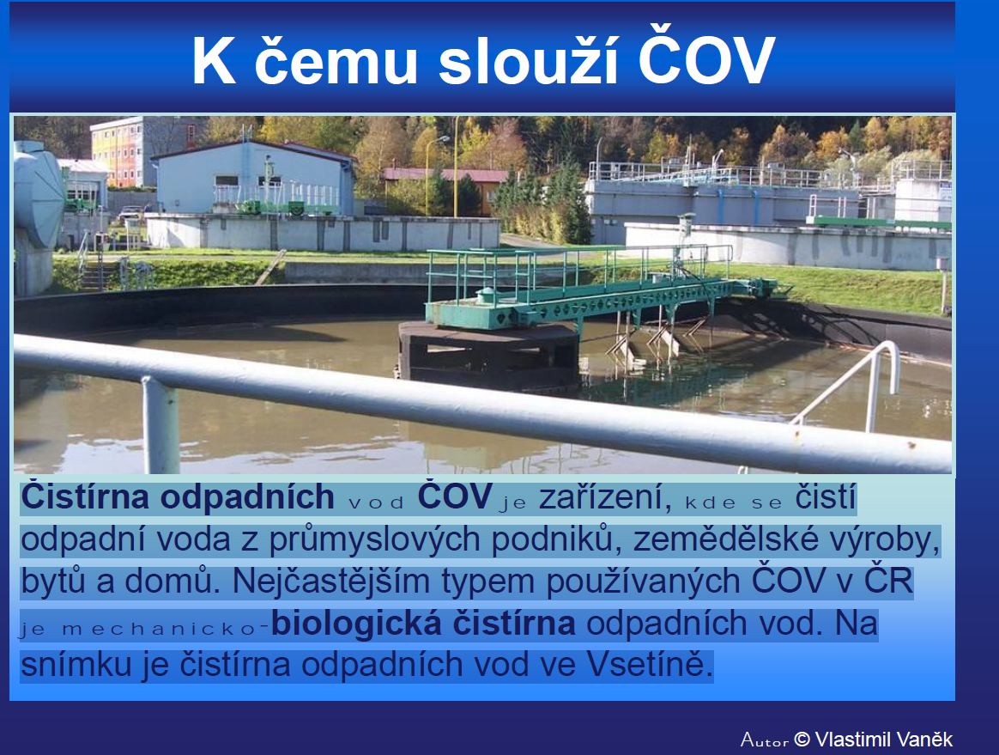 K čemu slouží ČOV
Čistírna odpadních vod ČOV je zařízení, kde se čistí
odpadní voda z průmyslových podniků, zemědělské výroby,
bytů a domů. Nejčastějším typem používaných ČOV v ČR
je mechanicko-biologická čistírna odpadních vod. Na
snímku je čistírna odpadních vod ve Vsetíně.
Autor © Vlastimil Vaněk